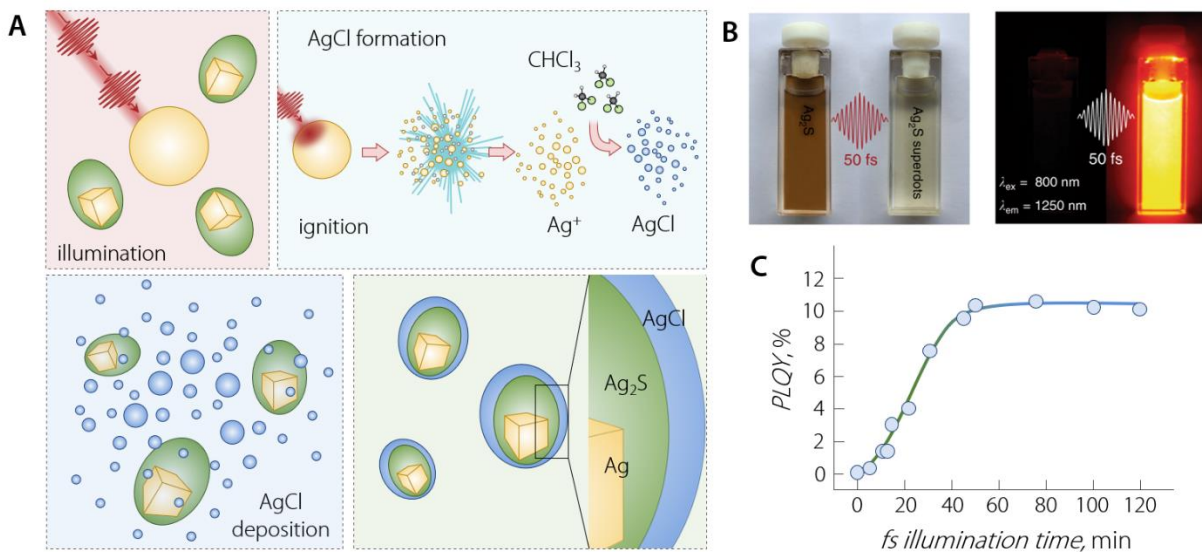 A
illumination
AgCl formation
CHCl₃
ignition
Ag⁺
AgCl
AgCl
deposition
AgCl
Ag₂S
Ag
B
Ag₂S
50 fs
Ag₂S superdots
50 fs
λex = 800 nm
λem = 1250 nm
C
PLQY, %
12
10
8
6
4
2
0
0
20
40
60
80
100
120
fs illumination time, min